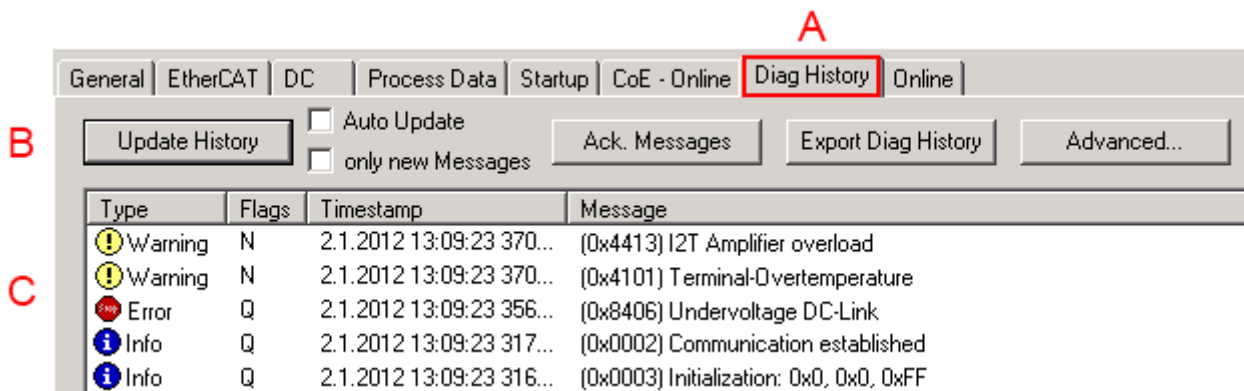 A
General EtherCAT DC Process Data Startup CoE - Online Diag History Online
B
Update History Auto Update Ack. Messages Export Diag History Advanced...
only new Messages
Type Flags Timestamp Message
C
Warning N 2.1.2012 13:09:23 370... (0x4413) I2T Amplifier overload
Warning N 2.1.2012 13:09:23 370... (0x4101) Terminal-Overtemperature
Error Q 2.1.2012 13:09:23 356... (0x8406) Undervoltage DC-Link
Info Q 2.1.2012 13:09:23 317... (0x0002) Communication established
Info Q 2.1.2012 13:09:23 316... (0x0003) Initialization: 0x0, 0x0, 0xFF